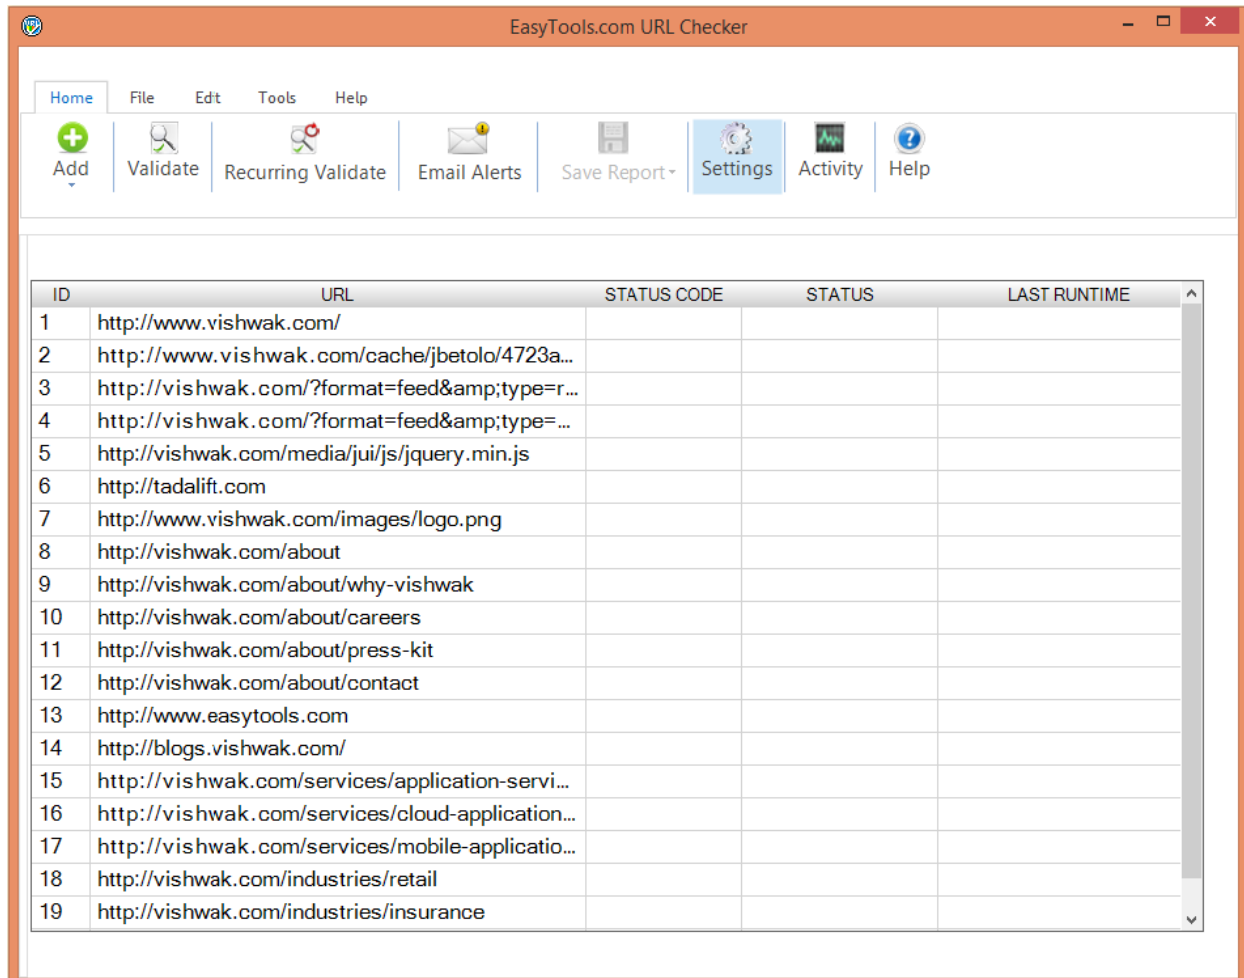 EasyTools.com URL Checker
Home File Edit Tools Help
Add Validate Recurring Validate Email Alerts Save Report Settings Activity Help
ID URL STATUS CODE STATUS LAST RUNTIME
1 http://www.vishwak.com/
2 http://www.vishwak.com/cache/jbetolo/4723a...
3 http://vishwak.com/?format=feed&amp;type=r...
4 http://vishwak.com/?format=feed&amp;type=...
5 http://vishwak.com/media/jui/js/jquery.min.js
6 http://tadalift.com
7 http://www.vishwak.com/images/logo.png
8 http://vishwak.com/about
9 http://vishwak.com/about/why-vishwak
10 http://vishwak.com/about/careers
11 http://vishwak.com/about/press-kit
12 http://vishwak.com/about/contact
13 http://www.easytools.com
14 http://blogs.vishwak.com/
15 http://vishwak.com/services/application-servi...
16 http://vishwak.com/services/cloud-application...
17 http://vishwak.com/services/mobile-applicatio...
18 http://vishwak.com/industries/retail
19 http://vishwak.com/industries/insurance